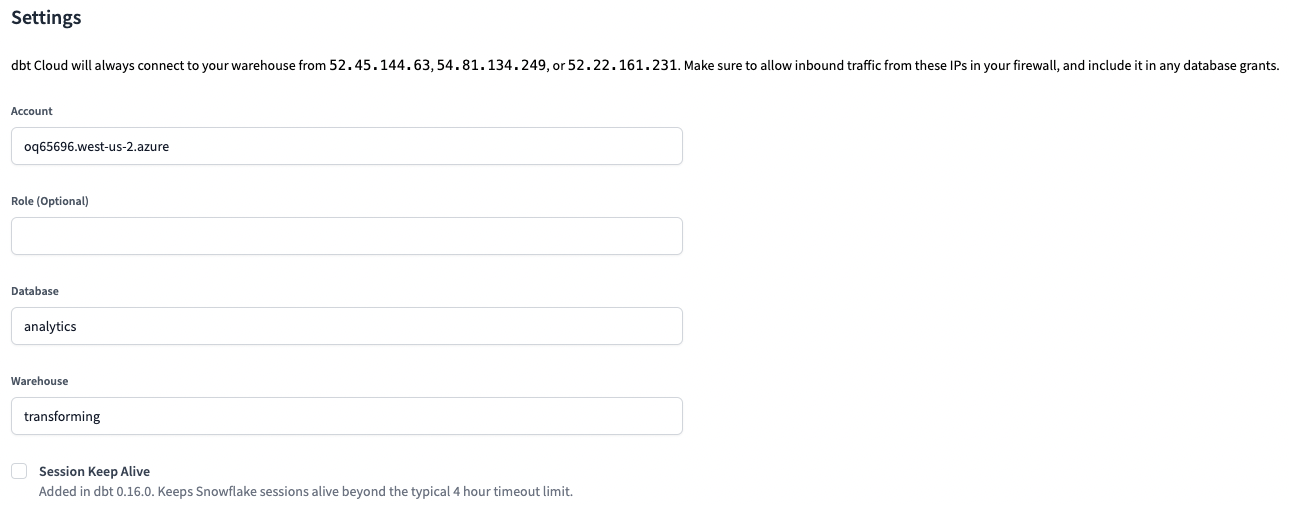 Settings
dbt Cloud will always connect to your warehouse from 52.45.144.63, 54.81.134.249, or 52.22.161.231. Make sure to allow inbound traffic from these IPs in your firewall, and include it in any database grants.
Account
oq65696.west-us-2.azure
Role (Optional)
Database
analytics
Warehouse
transforming
Session Keep Alive
Added in dbt 0.16.0. Keeps Snowflake sessions alive beyond the typical 4 hour timeout limit.